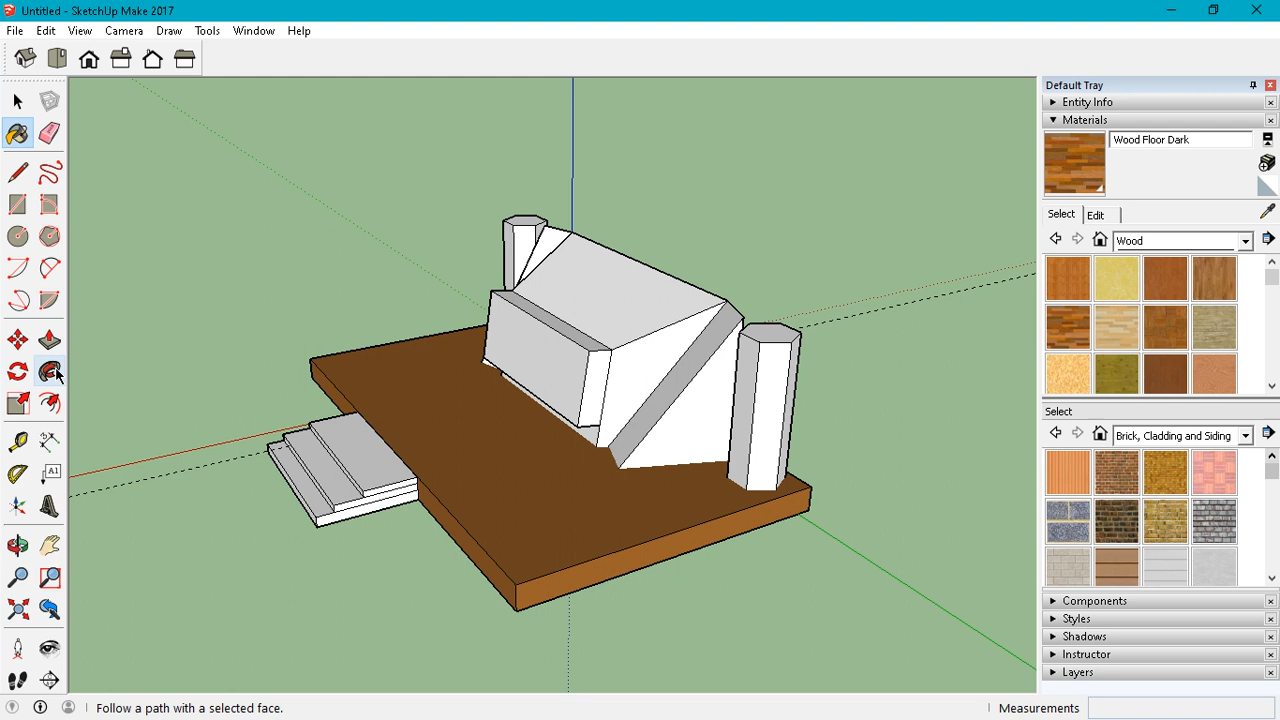 Untitled - SketchUp Make 2017
File Edit View Camera Draw Tools Window Help
Default Tray
Entity Info
Materials
Wood Floor Dark
Select Edit
Wood
Select
Brick, Cladding and Siding
Components
Styles
Shadows
Instructor
Layers
A1
Follow a path with a selected face.
Measurements